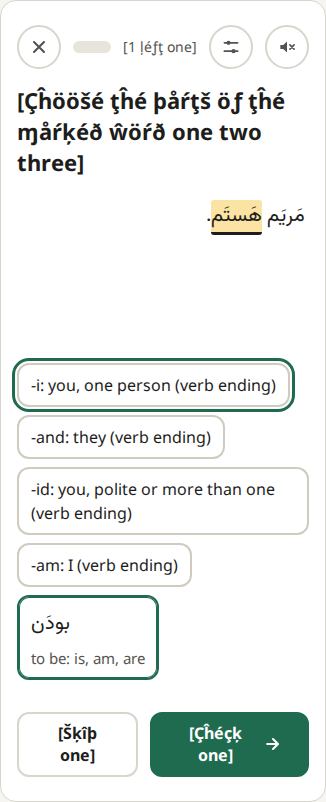 [1 ļéƒţ one]
[Çĥööšé ţĥé þåŕţš öƒ ţĥé
ɱåŕķéð ŵöŕð one two
three]
مَریَم هَستَم.
-i: you, one person (verb ending)
-and: they (verb ending)
-id: you, polite or more than one
(verb ending)
-am: I (verb ending)
بودَن
to be: is, am, are
[Šķîþ
one]
[Çĥéçķ
one]